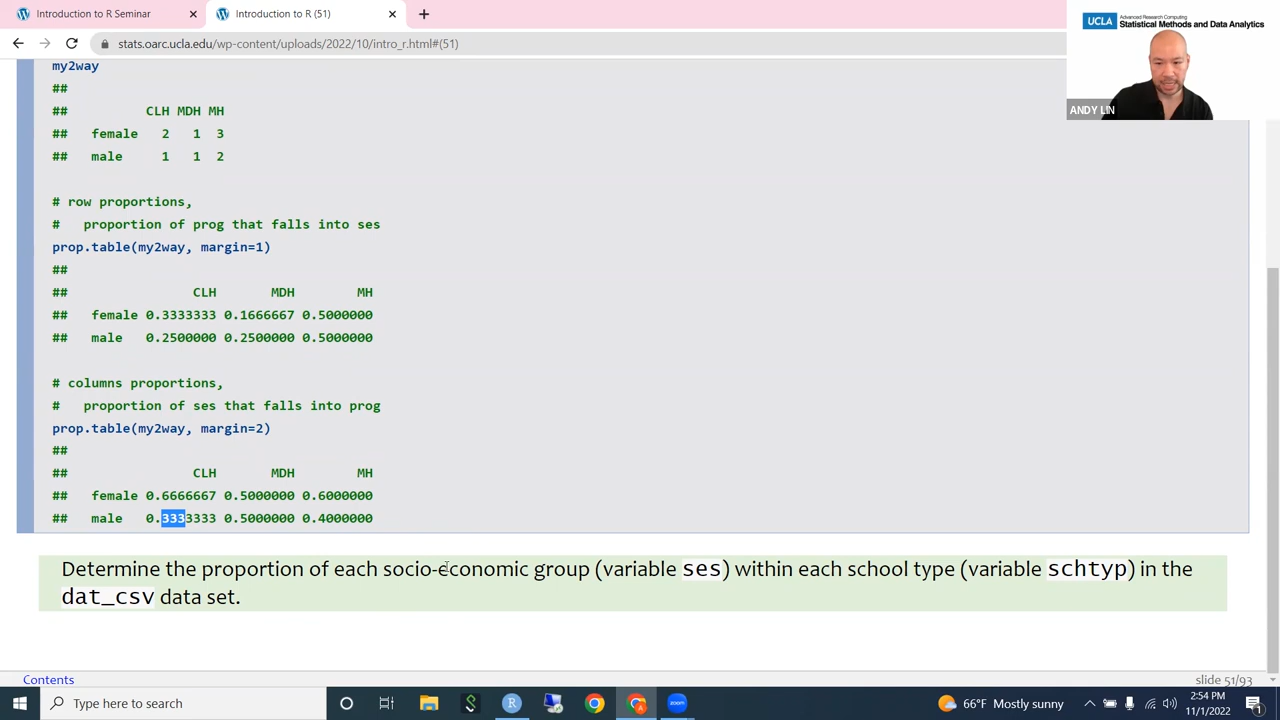 Introduction to R Seminar
Introduction to R (51)
stats.oarc.ucla.edu/wp-content/uploads/2022/10/intro_r.html#(51)
UCLA Advanced Research Computing
Statistical Methods and Data Analytics
ANDY LIN
my2way
##
##          CLH MDH MH
##   female   2   1  3
##   male     1   1  2
# row proportions,
#   proportion of prog that falls into ses
prop.table(my2way, margin=1)
##
##                CLH       MDH        MH
##   female 0.3333333 0.1666667 0.5000000
##   male   0.2500000 0.2500000 0.5000000
# columns proportions,
#   proportion of ses that falls into prog
prop.table(my2way, margin=2)
##
##                CLH       MDH        MH
##   female 0.6666667 0.5000000 0.6000000
##   male   0.3333333 0.5000000 0.4000000
Determine the proportion of each socio-economic group (variable ses) within each school type (variable schtyp) in the
dat_csv data set.
Contents
slide 51/93
Type here to search
zoom
66°F Mostly sunny
2:54 PM
11/1/2022
1